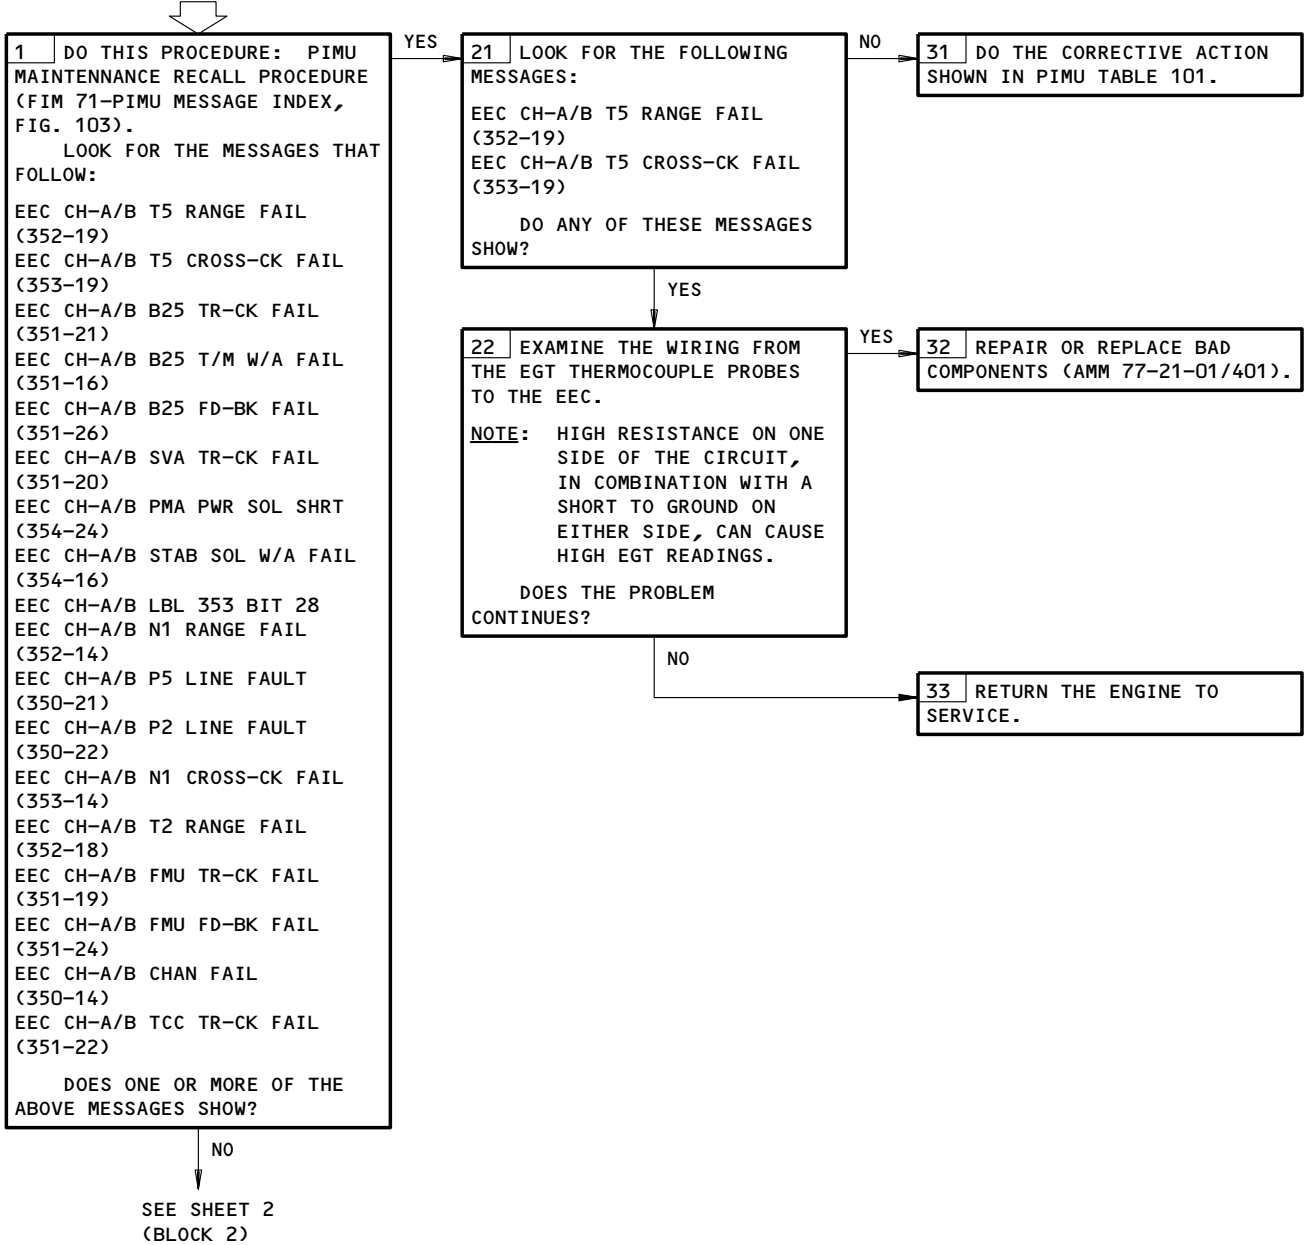 1 DO THIS PROCEDURE: PIMU
MAINTENNANCE RECALL PROCEDURE
(FIM 71-PIMU MESSAGE INDEX,
FIG. 103).
LOOK FOR THE MESSAGES THAT
FOLLOW:
EEC CH-A/B T5 RANGE FAIL
(352-19)
EEC CH-A/B T5 CROSS-CK FAIL
(353-19)
EEC CH-A/B B25 TR-CK FAIL
(351-21)
EEC CH-A/B B25 T/M W/A FAIL
(351-16)
EEC CH-A/B B25 FD-BK FAIL
(351-26)
EEC CH-A/B SVA TR-CK FAIL
(351-20)
EEC CH-A/B PMA PWR SOL SHRT
(354-24)
EEC CH-A/B STAB SOL W/A FAIL
(354-16)
EEC CH-A/B LBL 353 BIT 28
EEC CH-A/B N1 RANGE FAIL
(352-14)
EEC CH-A/B P5 LINE FAULT
(350-21)
EEC CH-A/B P2 LINE FAULT
(350-22)
EEC CH-A/B N1 CROSS-CK FAIL
(353-14)
EEC CH-A/B T2 RANGE FAIL
(352-18)
EEC CH-A/B FMU TR-CK FAIL
(351-19)
EEC CH-A/B FMU FD-BK FAIL
(351-24)
EEC CH-A/B CHAN FAIL
(350-14)
EEC CH-A/B TCC TR-CK FAIL
(351-22)
DOES ONE OR MORE OF THE
ABOVE MESSAGES SHOW?
NO
SEE SHEET 2
(BLOCK 2)
YES
21 LOOK FOR THE FOLLOWING
MESSAGES:
EEC CH-A/B T5 RANGE FAIL
(352-19)
EEC CH-A/B T5 CROSS-CK FAIL
(353-19)
DO ANY OF THESE MESSAGES
SHOW?
YES
22 EXAMINE THE WIRING FROM
THE EGT THERMOCOUPLE PROBES
TO THE EEC.
NOTE: HIGH RESISTANCE ON ONE
SIDE OF THE CIRCUIT,
IN COMBINATION WITH A
SHORT TO GROUND ON
EITHER SIDE, CAN CAUSE
HIGH EGT READINGS.
DOES THE PROBLEM
CONTINUES?
NO
NO
31 DO THE CORRECTIVE ACTION
SHOWN IN PIMU TABLE 101.
YES
32 REPAIR OR REPLACE BAD
COMPONENTS (AMM 77-21-01/401).
33 RETURN THE ENGINE TO
SERVICE.